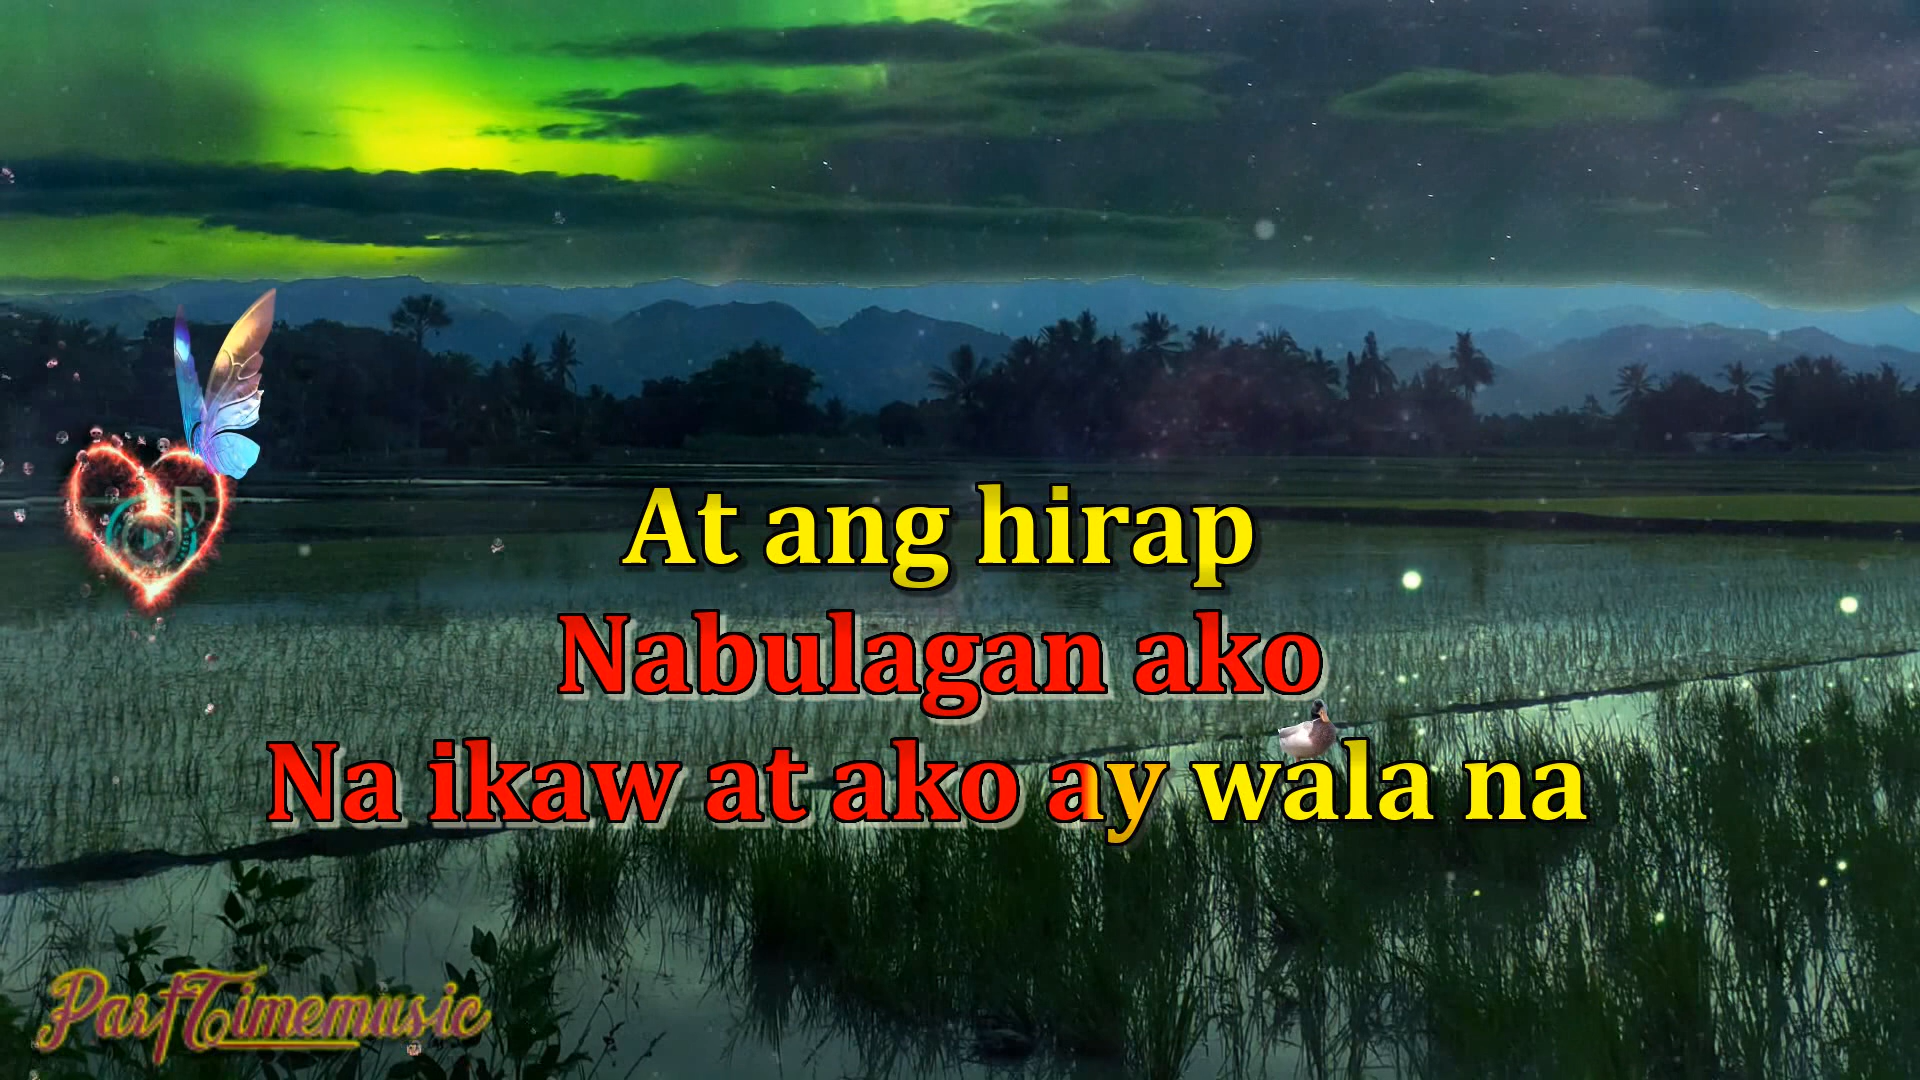 At ang hirap
Nabulagan ako
Na ikaw at ako ay wala na
PartTimemusic